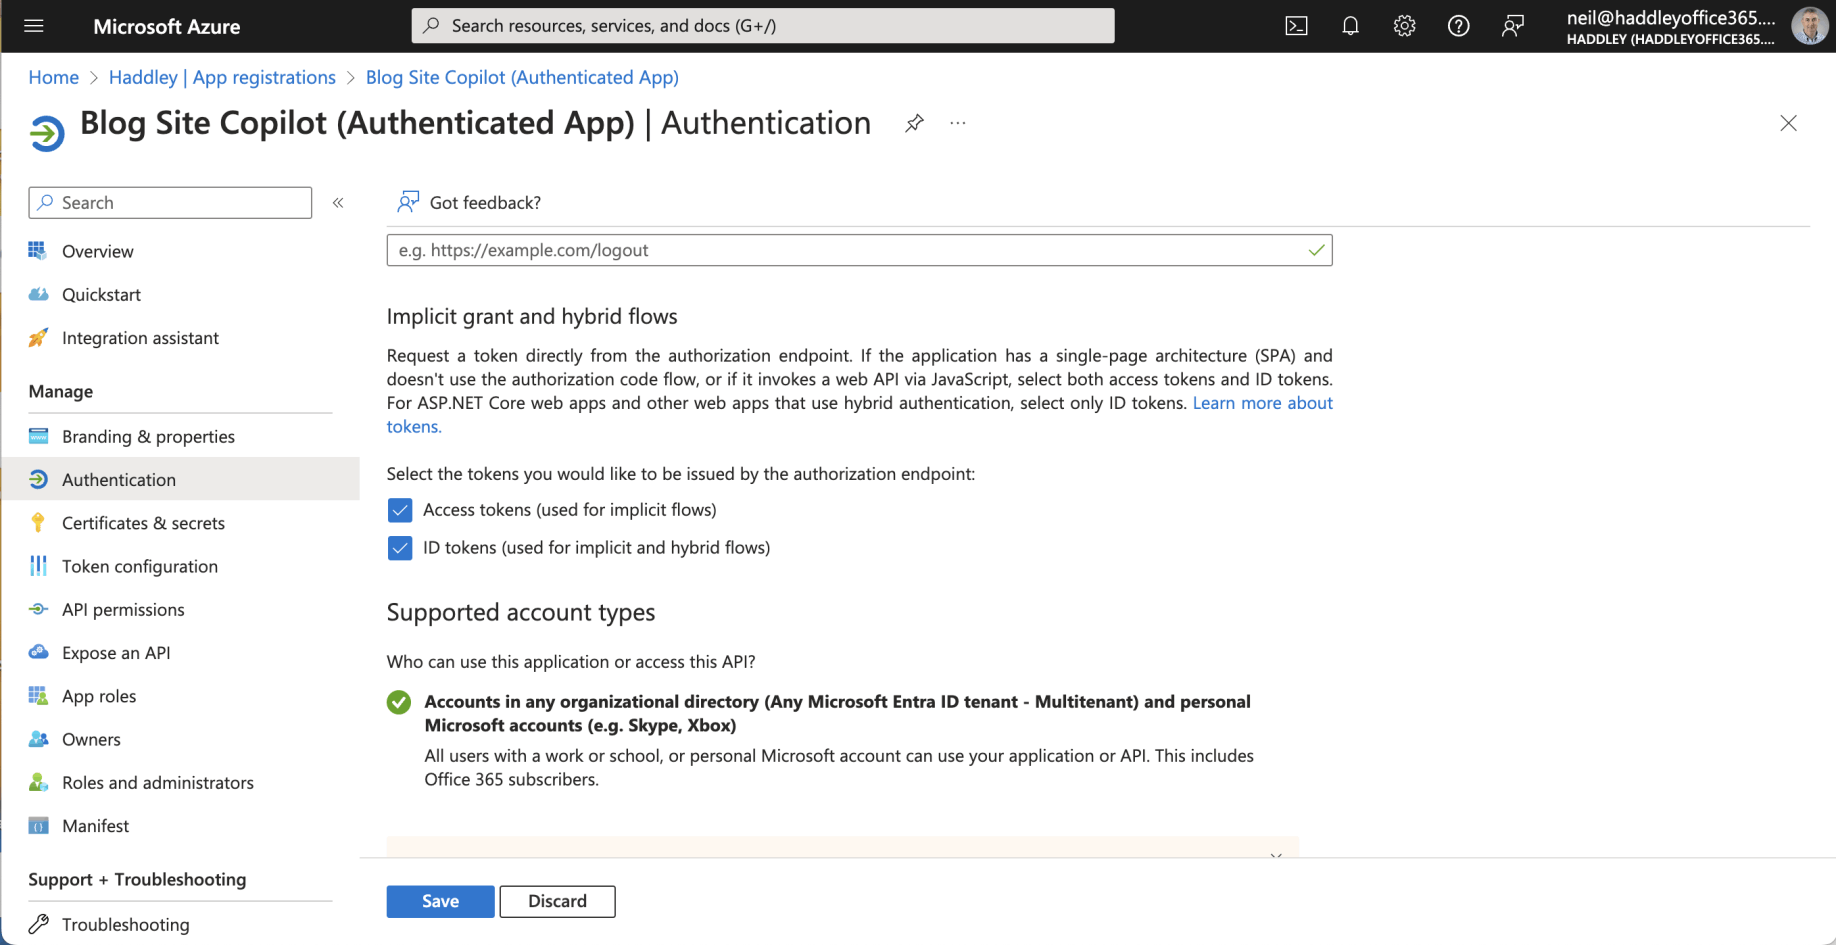 Microsoft Azure
Search resources, services, and docs (G+/)
neil@haddleyoffice365....
HADDLEY (HADDLEYOFFICE365....
Home > Haddley | App registrations > Blog Site Copilot (Authenticated App)
Blog Site Copilot (Authenticated App) | Authentication
Search
Overview
Quickstart
Integration assistant
Manage
Branding & properties
Authentication
Certificates & secrets
Token configuration
API permissions
Expose an API
App roles
Owners
Roles and administrators
Manifest
Support + Troubleshooting
Troubleshooting
Got feedback?
e.g. https://example.com/logout
Implicit grant and hybrid flows
Request a token directly from the authorization endpoint. If the application has a single-page architecture (SPA) and
doesn't use the authorization code flow, or if it invokes a web API via JavaScript, select both access tokens and ID tokens.
For ASP.NET Core web apps and other web apps that use hybrid authentication, select only ID tokens. Learn more about
tokens.
Select the tokens you would like to be issued by the authorization endpoint:
Access tokens (used for implicit flows)
ID tokens (used for implicit and hybrid flows)
Supported account types
Who can use this application or access this API?
Accounts in any organizational directory (Any Microsoft Entra ID tenant - Multitenant) and personal
Microsoft accounts (e.g. Skype, Xbox)
All users with a work or school, or personal Microsoft account can use your application or API. This includes
Office 365 subscribers.
Save
Discard